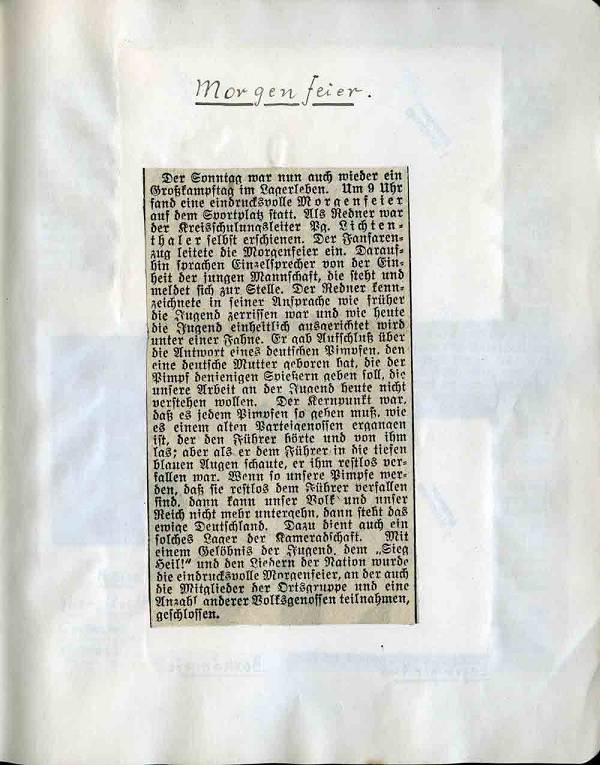 Morgenfeier.
Der Sonntag war nun auch wieder ein
Großkampftag im Lagerleben. Um 9 Uhr
fand eine eindrucksvolle Morgenfeier
auf dem Sportplatz statt. Als Redner war
der Kreisschulungsleiter Pg. Lichten-
thaler selbst erschienen. Der Fanfaren-
zug leitete die Morgenfeier ein. Darauf-
hin sprachen Einzelsprecher von der Ein-
heit der jungen Mannschaft, die steht und
meldet sich zur Stelle. Der Redner kenn-
zeichnete in seiner Ansprache wie früher
die Jugend zerrissen war und wie heute
die Jugend einheitlich ausgerichtet wird
unter einer Fahne. Er gab Aufschluß über
die Antwort eines deutschen Pimpfen, den
eine deutsche Mutter geboren hat, die der
Pimpf denjenigen Spießern geben soll, die
unsere Arbeit an der Jugend heute nicht
verstehen wollen. Der Kernpunkt war,
daß es jedem Pimpfen so gehen muß, wie
es einem alten Parteigenossen ergangen
ist, der den Führer hörte und von ihm
las; aber als er dem Führer in die tiefen
blauen Augen schaute, er ihm restlos ver-
fallen war. Wenn so unsere Pimpfe wer-
den, daß sie restlos dem Führer verfallen
sind, dann kann unser Volk und unser
Reich nicht mehr untergehn, dann steht das
ewige Deutschland. Dazu dient auch ein
solches Lager der Kameradschaft. Mit
einem Gelöbnis der Jugend, dem „Sieg
Heil!" und den Liedern der Nation wurde
die eindrucksvolle Morgenfeier, an der auch
die Mitglieder der Ortsgruppe und eine
Anzahl anderer Volksgenossen teilnahmen,
geschlossen.